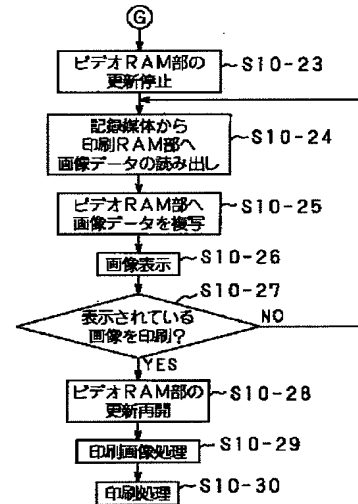 G
ビデオRAM部の
更新停止
S10-23
記録媒体から
印刷RAM部へ
画像データの読み出し
S10-24
ビデオRAM部へ
画像データを複写
S10-25
画像表示
S10-26
S10-27
表示されている
画像を印刷?
NO
YES
ビデオRAM部の
更新再開
S10-28
印刷画像処理
S10-29
印刷処理
S10-30